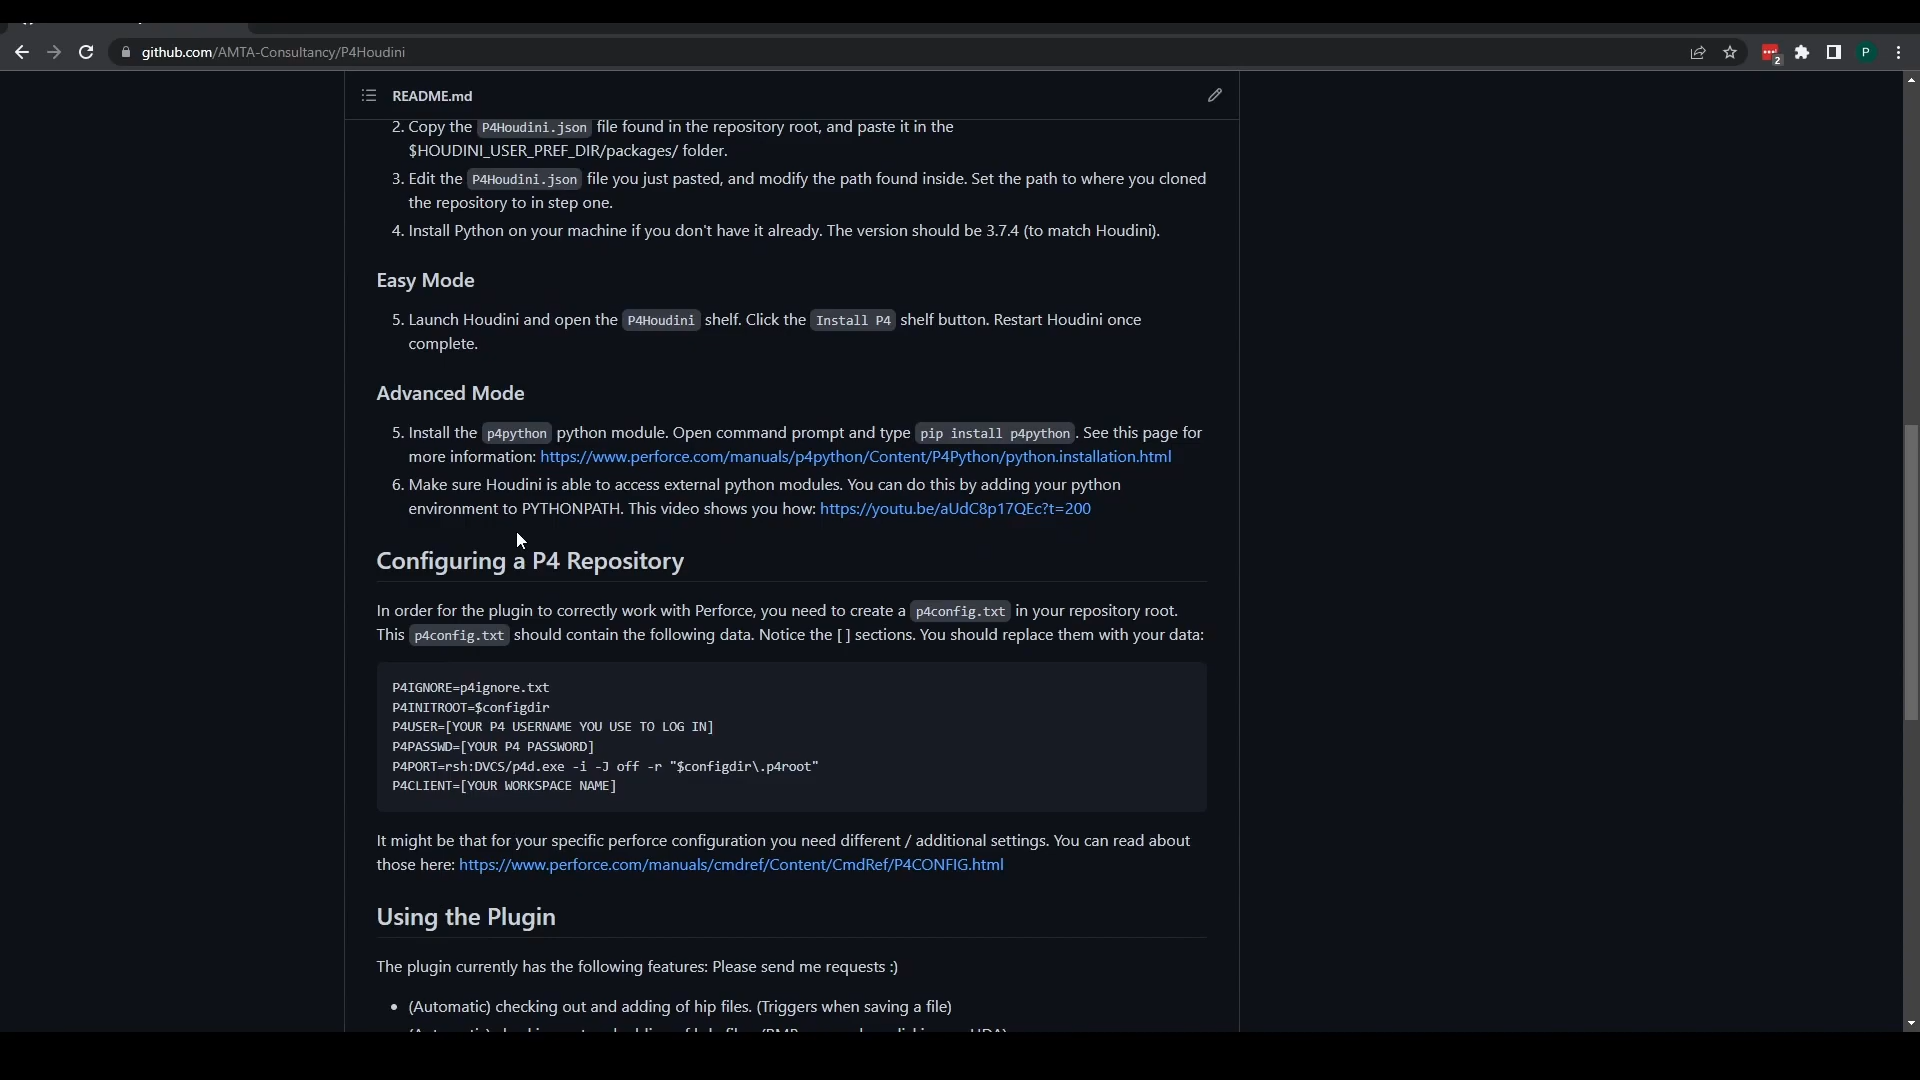 github.com/AMTA-Consultancy/P4Houdini
2
P
README.md
2. Copy the P4Houdini.json file found in the repository root, and paste it in the
$HOUDINI_USER_PREF_DIR/packages/ folder.
3. Edit the P4Houdini.json file you just pasted, and modify the path found inside. Set the path to where you cloned
the repository to in step one.
4. Install Python on your machine if you don't have it already. The version should be 3.7.4 (to match Houdini).
Easy Mode
5. Launch Houdini and open the P4Houdini shelf. Click the Install P4 shelf button. Restart Houdini once
complete.
Advanced Mode
5. Install the p4python python module. Open command prompt and type pip install p4python. See this page for
more information: https://www.perforce.com/manuals/p4python/Content/P4Python/python.installation.html
6. Make sure Houdini is able to access external python modules. You can do this by adding your python
environment to PYTHONPATH. This video shows you how: https://youtu.be/aUdC8p17QEc?t=200
Configuring a P4 Repository
In order for the plugin to correctly work with Perforce, you need to create a p4config.txt in your repository root.
This p4config.txt should contain the following data. Notice the [ ] sections. You should replace them with your data:
P4IGNORE=p4ignore.txt
P4INITROOT=$configdir
P4USER=[YOUR P4 USERNAME YOU USE TO LOG IN]
P4PASSWD=[YOUR P4 PASSWORD]
P4PORT=rsh:DVCS/p4d.exe -i -J off -r "$configdir\.p4root"
P4CLIENT=[YOUR WORKSPACE NAME]
It might be that for your specific perforce configuration you need different / additional settings. You can read about
those here: https://www.perforce.com/manuals/cmdref/Content/CmdRef/P4CONFIG.html
Using the Plugin
The plugin currently has the following features: Please send me requests :)
• (Automatic) checking out and adding of hip files. (Triggers when saving a file)